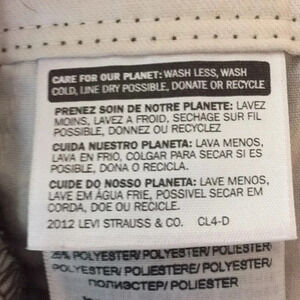 CARE FOR OUR PLANET: WASH LESS, WASH
COLD, LINE DRY POSSIBLE, DONATE OR RECYCLE
PRENEZ SOIN DE NOTRE PLANETE: LAVEZ
MOINS, LAVEZ A FROID, SECHAGE SUR FIL
POSSIBLE, DONNEZ OU RECYCLEZ
CUIDA NUESTRO PLANETA: LAVA MENOS,
LAVA EN FRIO, COLGAR PARA SECAR SI ES
POSIBLE, DONA O RECICLA.
CUIDE DO NOSSO PLANETA: LAVE MENOS,
LAVE EM ÁGUA FRIE, POSSIVEL SECAR EM
CORDA, DOE OU RECICLE.
2012 LEVI STRAUSS & CO. CL4-D
POLYESTER/ POLYESTER/ POLIESTER/
POLYESTER/ POLIESTERE/ POLIESTER/
ПОЛИЭСТЕР/ POLIESTER